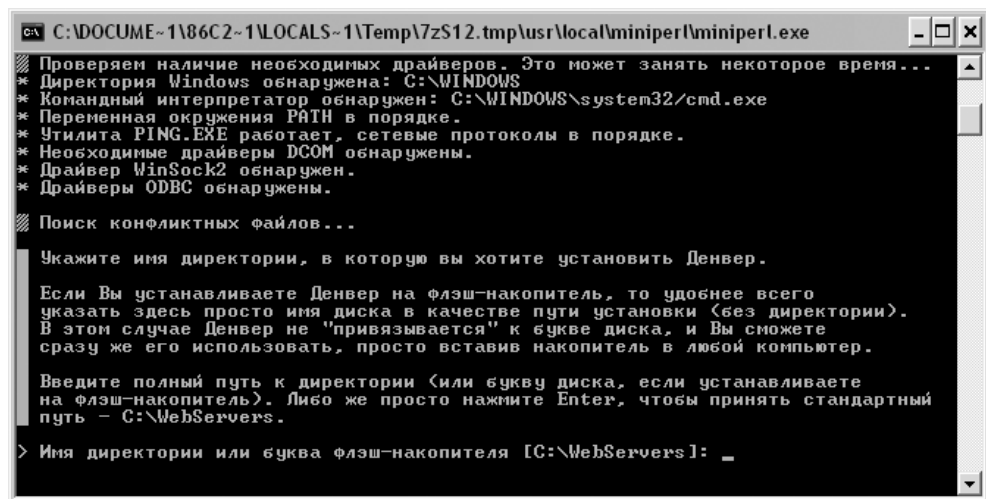 C:\DOCUME~1\86C2~1\LOCALS~1\Temp\7zS12.tmp\usr\local\miniperl\miniperl.exe
Проверяем наличие необходимых драйверов. Это может занять некоторое время...
* Директория Windows обнаружена: C:\WINDOWS
* Командный интерпретатор обнаружен: C:\WINDOWS\system32/cmd.exe
* Переменная окружения PATH в порядке.
* Утилита PING.EXE работает, сетевые протоколы в порядке.
* Необходимые драйверы DCOM обнаружены.
* Драйвер WinSock2 обнаружен.
* Драйверы ODBC обнаружены.
Поиск конфликтных файлов...
Укажите имя директории, в которую вы хотите установить Денвер.
Если Вы устанавливаете Денвер на флэш-накопитель, то удобнее всего
указать здесь просто имя диска в качестве пути установки (без директории).
В этом случае Денвер не "привязывается" к букве диска, и Вы сможете
сразу же его использовать, просто вставив накопитель в любой компьютер.
Введите полный путь к директории (или букву диска, если устанавливаете
на флэш-накопитель). Либо же просто нажмите Enter, чтобы принять стандартный
путь - C:\WebServers.
> Имя директории или буква флэш-накопителя [C:\WebServers]: _